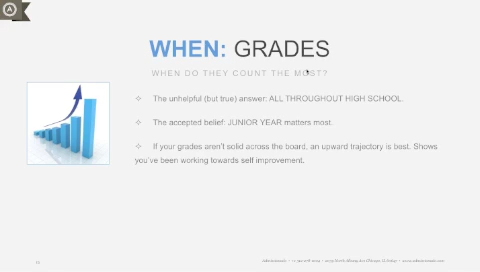 A
WHEN: GRADES
WHEN DO THEY COUNT THE MOST?
The unhelpful (but true) answer: ALL THROUGHOUT HIGH SCHOOL.
The accepted belief: JUNIOR YEAR matters most.
If your grades aren't solid across the board, an upward trajectory is best. Shows
you've been working towards self improvement.